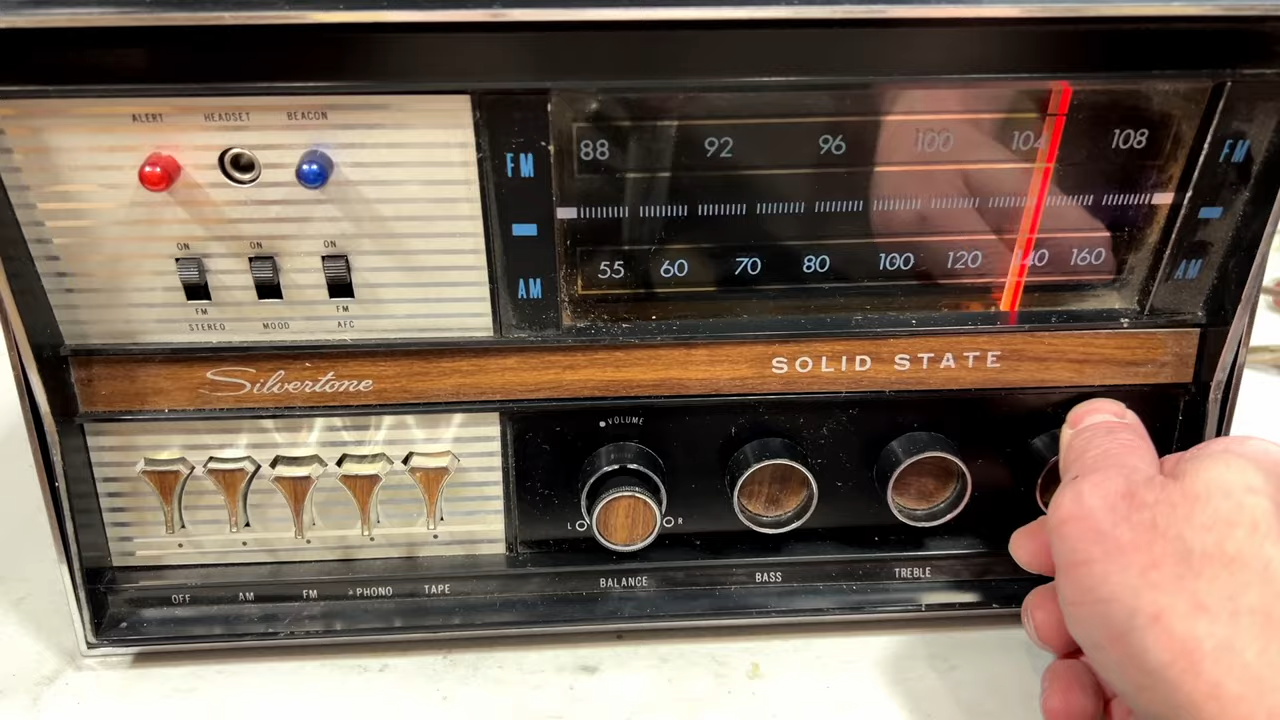 ALERT HEADSET BEACON
FM 88 92 96 100 104 108 FM
ON ON ON
AM 55 60 70 80 100 120 140 160 AM
FM FM
STEREO MOOD AFC
Silvertone SOLID STATE
VOLUME
L R
OFF AM FM PHONO TAPE BALANCE BASS TREBLE